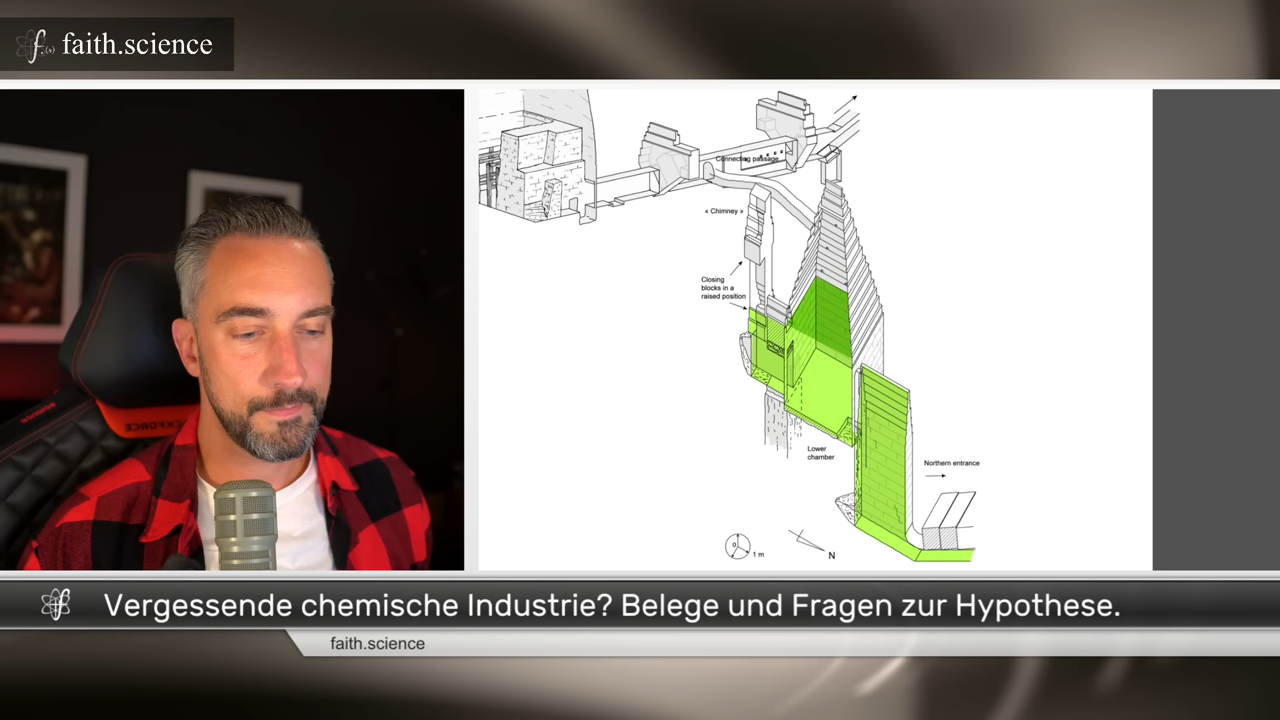 faith.science
Connecting passage
« Chimney »
Closing
blocks in a
raised position
Lower
chamber
Northern entrance
0
1 m
N
Vergessende chemische Industrie? Belege und Fragen zur Hypothese.
faith.science